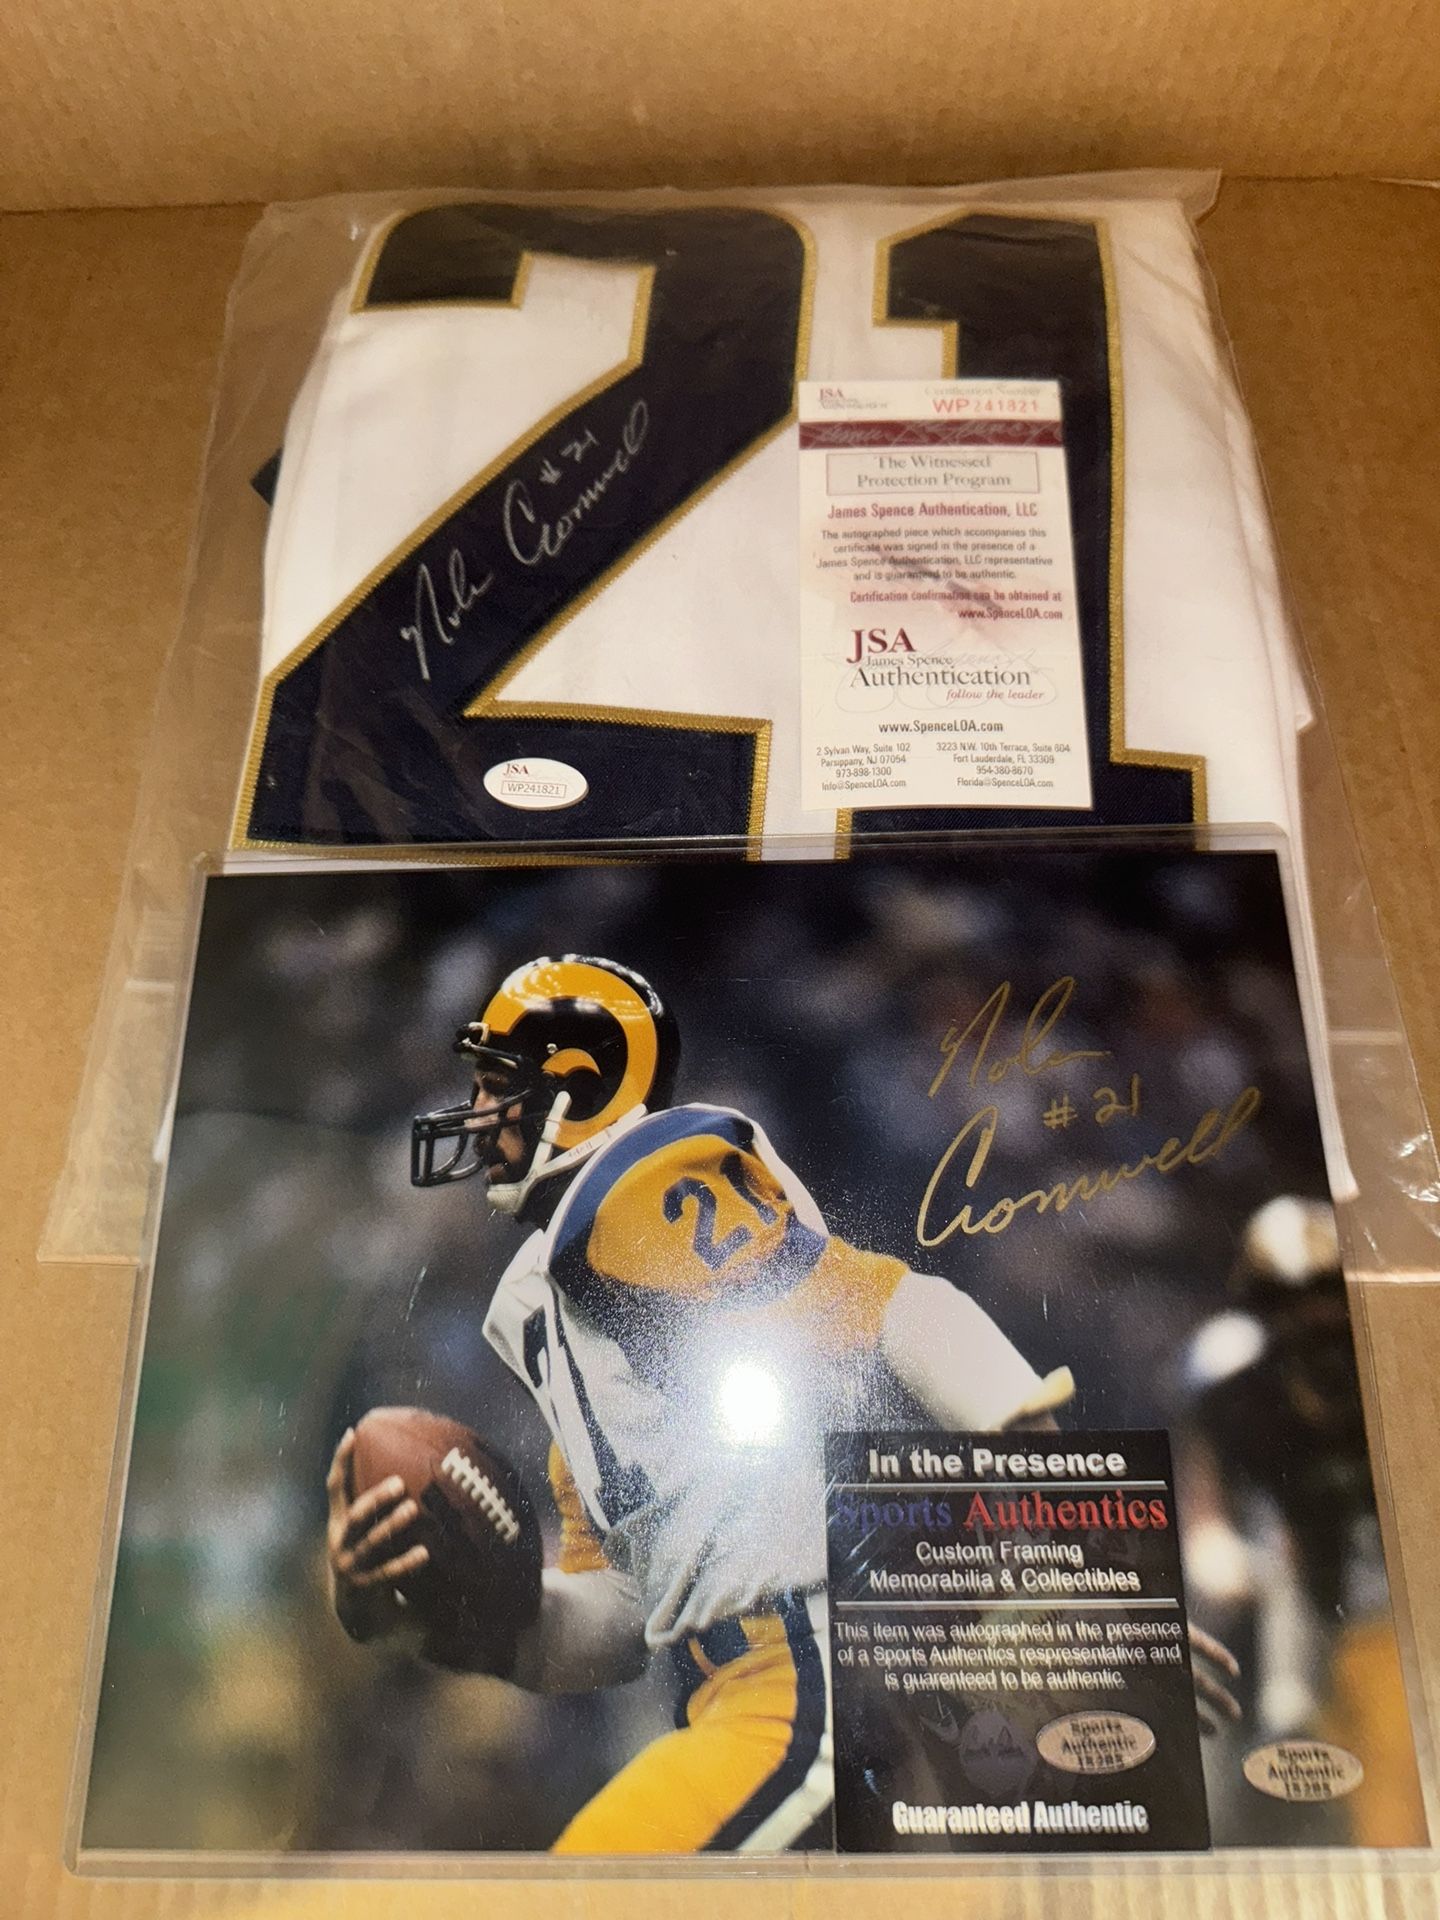 21
Nolan Cromwell #21
JSA
WP241821
JSA
Certification Number
WP241821
The Witnessed
Protection Program
James Spence Authentication, LLC
The autographed piece which accompanies this
certificate was signed in the presence of a
James Spence Authentication, LLC representative
and is guaranteed to be authentic.
Certification confirmation can be obtained at
www.SpenceLOA.com
JSA
James Spence
Authentication
follow the leader
www.SpenceLOA.com
2 Sylvan Way, Suite 102
Parsippany, NJ 07054
973-898-1300
Info@SpenceLOA.com
3223 N.W. 10th Terrace, Suite 804
Fort Lauderdale, FL 33309
954-380-8670
Florida@SpenceLOA.com
Nolan
#21
Cromwell
21
In the Presence
Sports Authentics
Custom Framing
Memorabilia & Collectibles
This item was autographed in the presence
of a Sports Authentics respresentative and
is guarenteed to be authentic.
Sports
Authentic
Guaranteed Authentic
Sports
Authentic